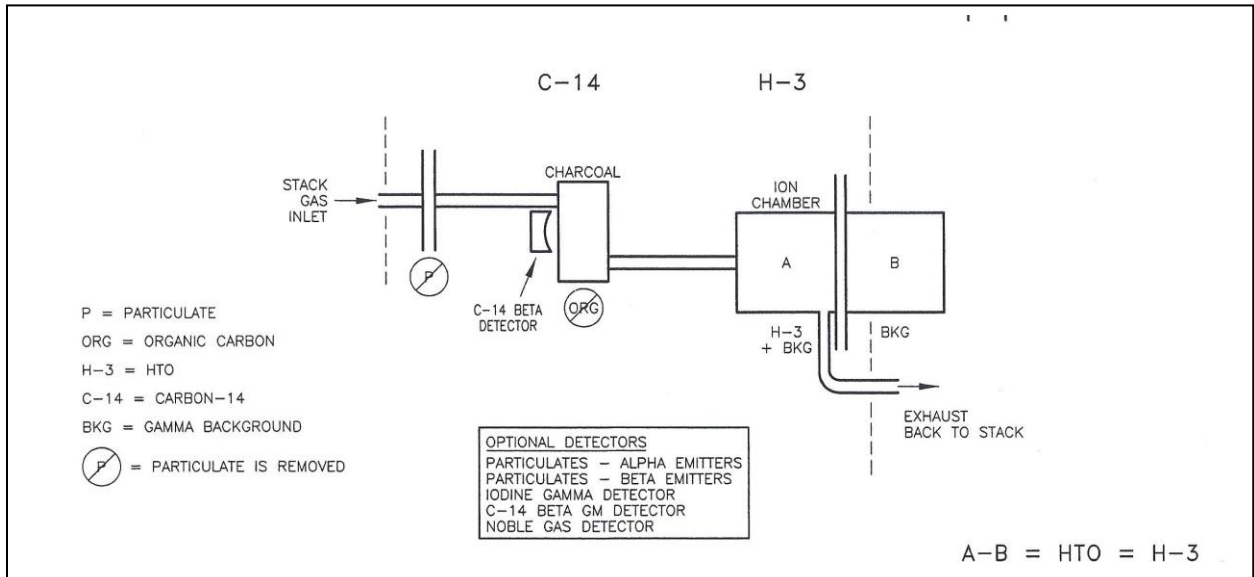 C-14
H-3
STACK
GAS
INLET
CHARCOAL
ION
CHAMBER
A
B
P
C-14 BETA
DETECTOR
ORG
H-3
+ BKG
BKG
EXHAUST
BACK TO STACK
P = PARTICULATE
ORG = ORGANIC CARBON
H-3 = HTO
C-14 = CARBON-14
BKG = GAMMA BACKGROUND
P = PARTICULATE IS REMOVED
OPTIONAL DETECTORS
PARTICULATES - ALPHA EMITTERS
PARTICULATES - BETA EMITTERS
IODINE GAMMA DETECTOR
C-14 BETA GM DETECTOR
NOBLE GAS DETECTOR
A-B = HTO = H-3